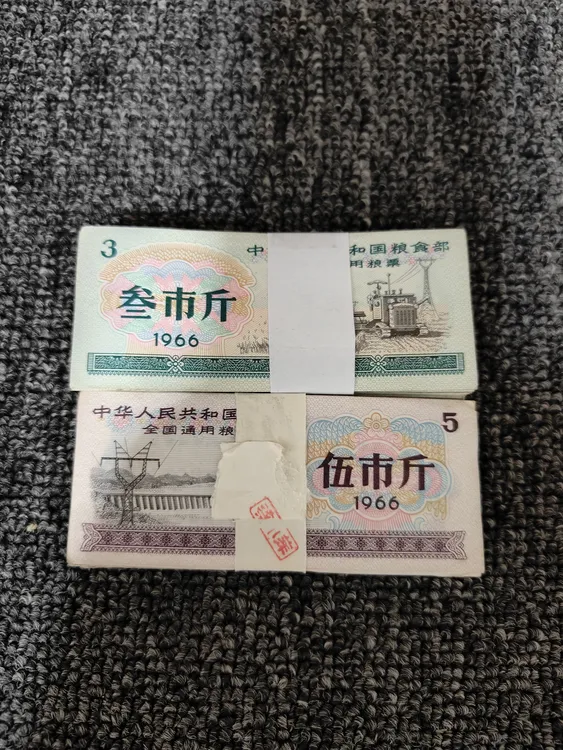 3
中 和国粮食部
用粮票
叁市斤
1966
中华人民共和国
5
全国通用粮
伍市斤
1966